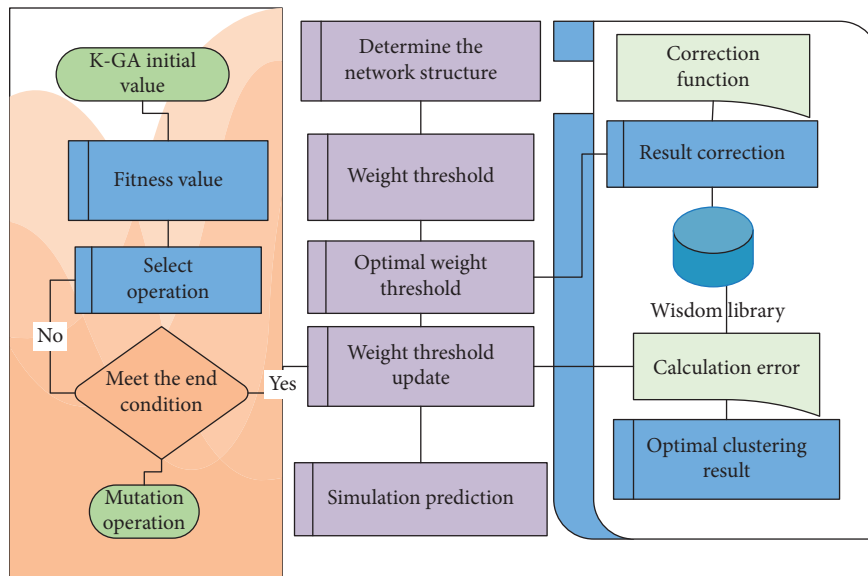 K-GA initial
value
Fitness value
Select
operation
No
Meet the end
condition
Yes
Mutation
operation
Determine the
network structure
Weight threshold
Optimal weight
threshold
Weight threshold
update
Simulation prediction
Correction
function
Result correction
Wisdom library
Calculation error
Optimal clustering
result